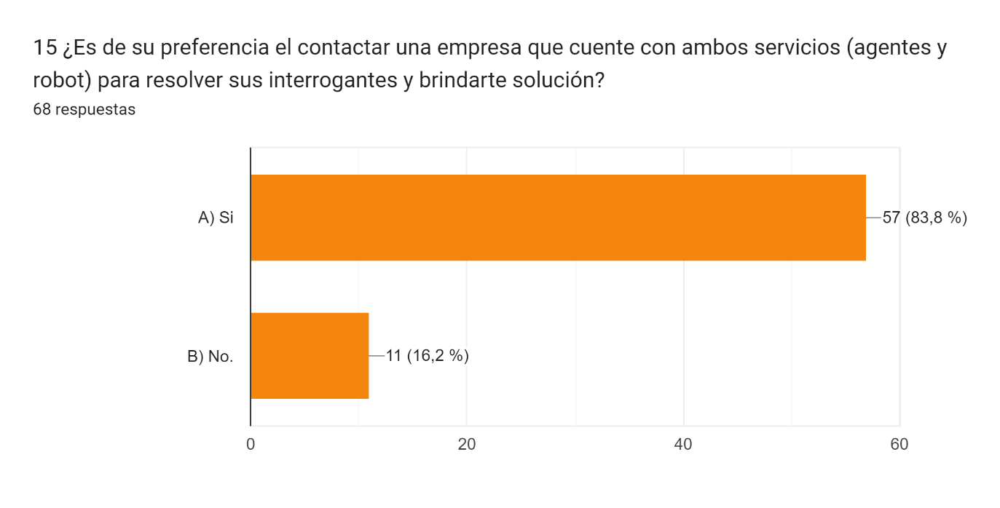 15 ¿Es de su preferencia el contactar una empresa que cuente con ambos servicios (agentes y
robot) para resolver sus interrogantes y brindarte solución?
68 respuestas
A) Si
57 (83,8 %)
B) No.
11 (16,2 %)
0
20
40
60